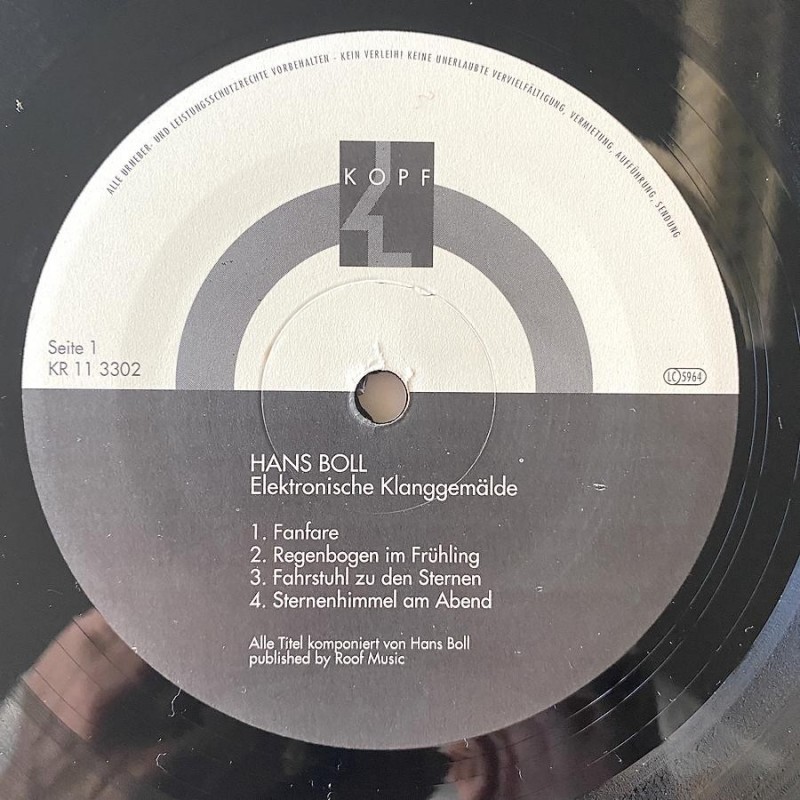 ALLE URHEBER- UND LEISTUNGSSCHUTZRECHTE VORBEHALTEN - KEIN VERLEIH! KEINE UNERLAUBTE VERVIELFÄLTIGUNG, VERMIETUNG, AUFFÜHRUNG, SENDUNG
KOPF
Seite 1
KR 11 3302
LC 5964
HANS BOLL
Elektronische Klanggemälde
1. Fanfare
2. Regenbogen im Frühling
3. Fahrstuhl zu den Sternen
4. Sternenhimmel am Abend
Alle Titel komponiert von Hans Boll
published by Roof Music